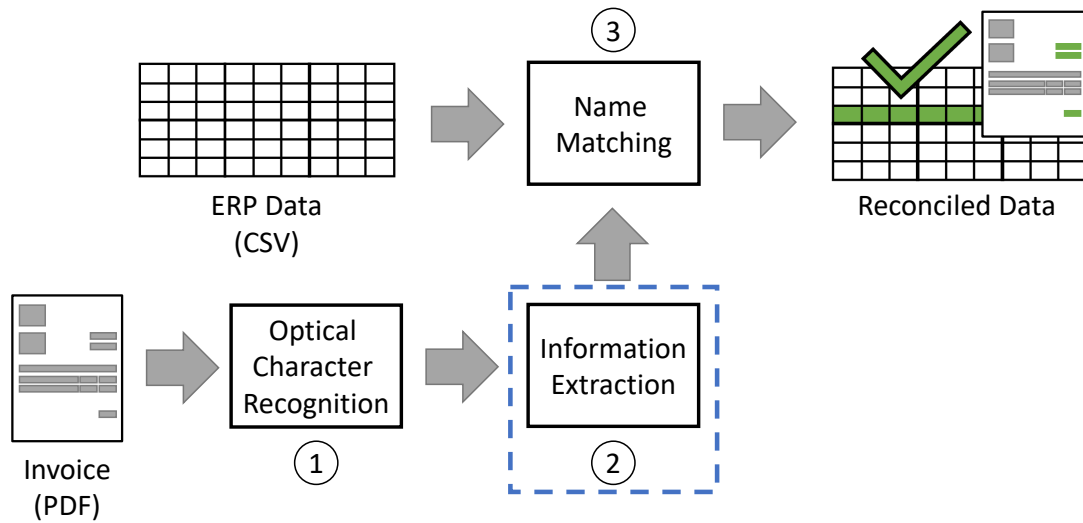 3
Name
Matching
ERP Data
(CSV)
Reconciled Data
Invoice
(PDF)
Optical
Character
Recognition
1
Information
Extraction
2